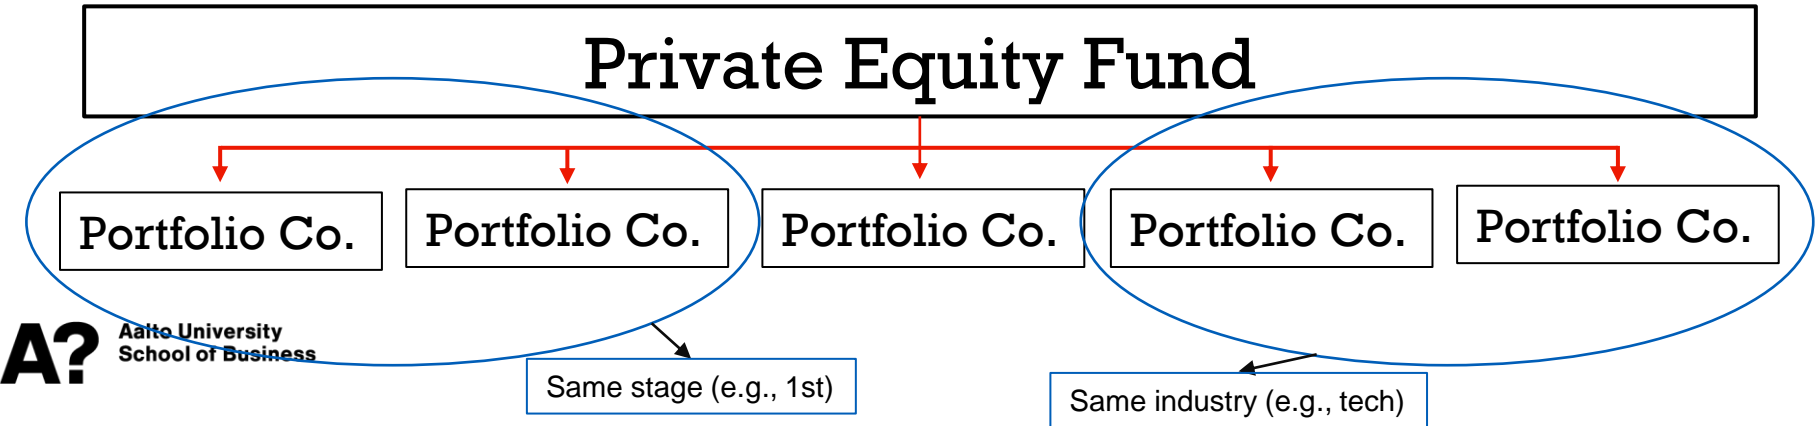 Private Equity Fund
Portfolio Co.
Portfolio Co.
Portfolio Co.
Portfolio Co.
Portfolio Co.
A?
Aalto University
School of Business
Same stage (e.g., 1st)
Same industry (e.g., tech)